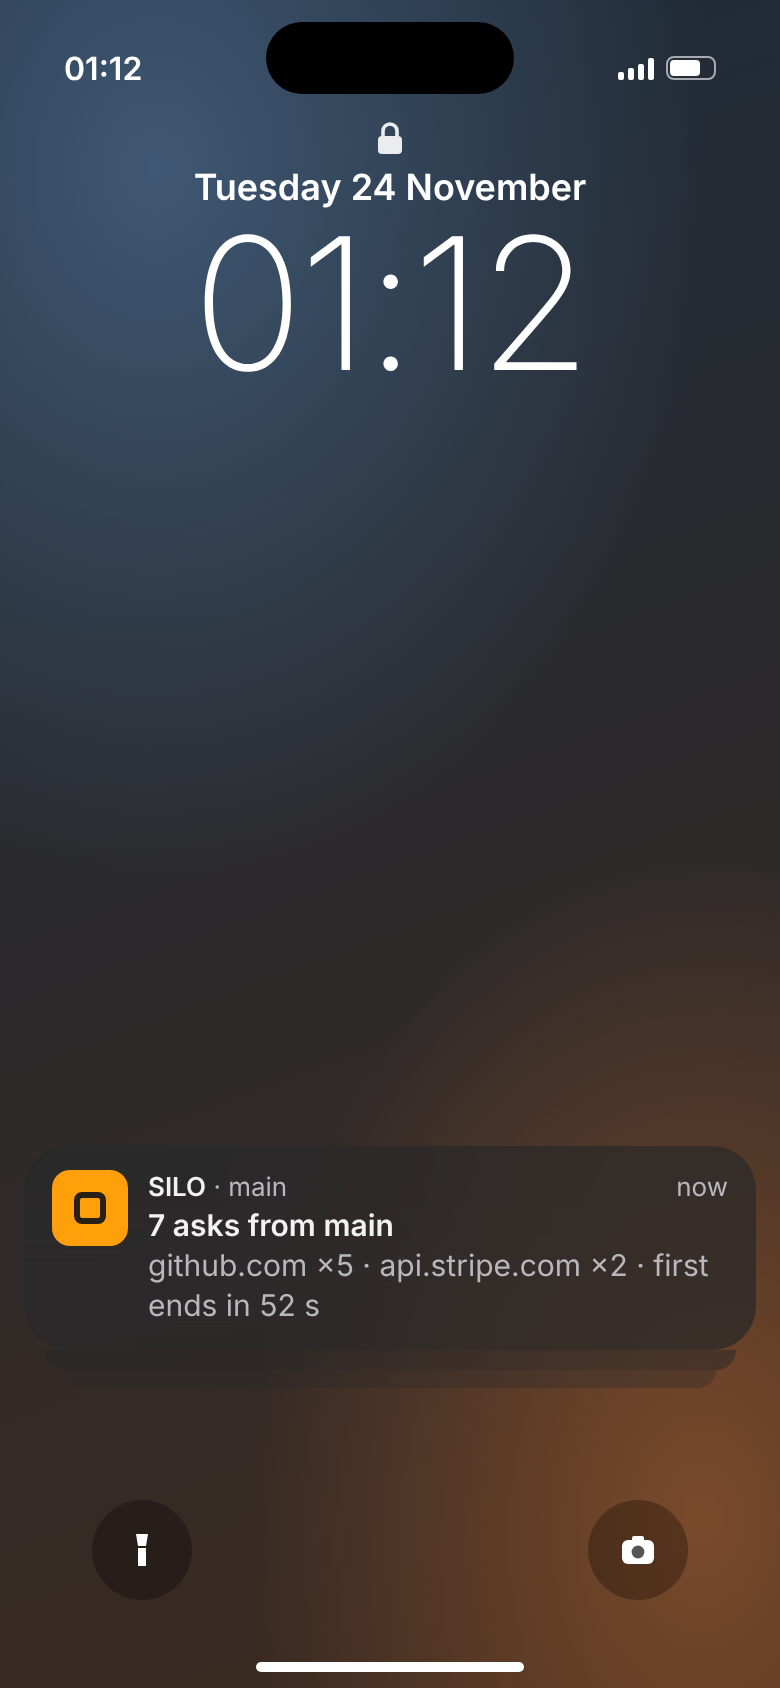 01:12
Tuesday 24 November
01:12
SILO · main now
7 asks from main
github.com ×5 · api.stripe.com ×2 · first
ends in 52 s